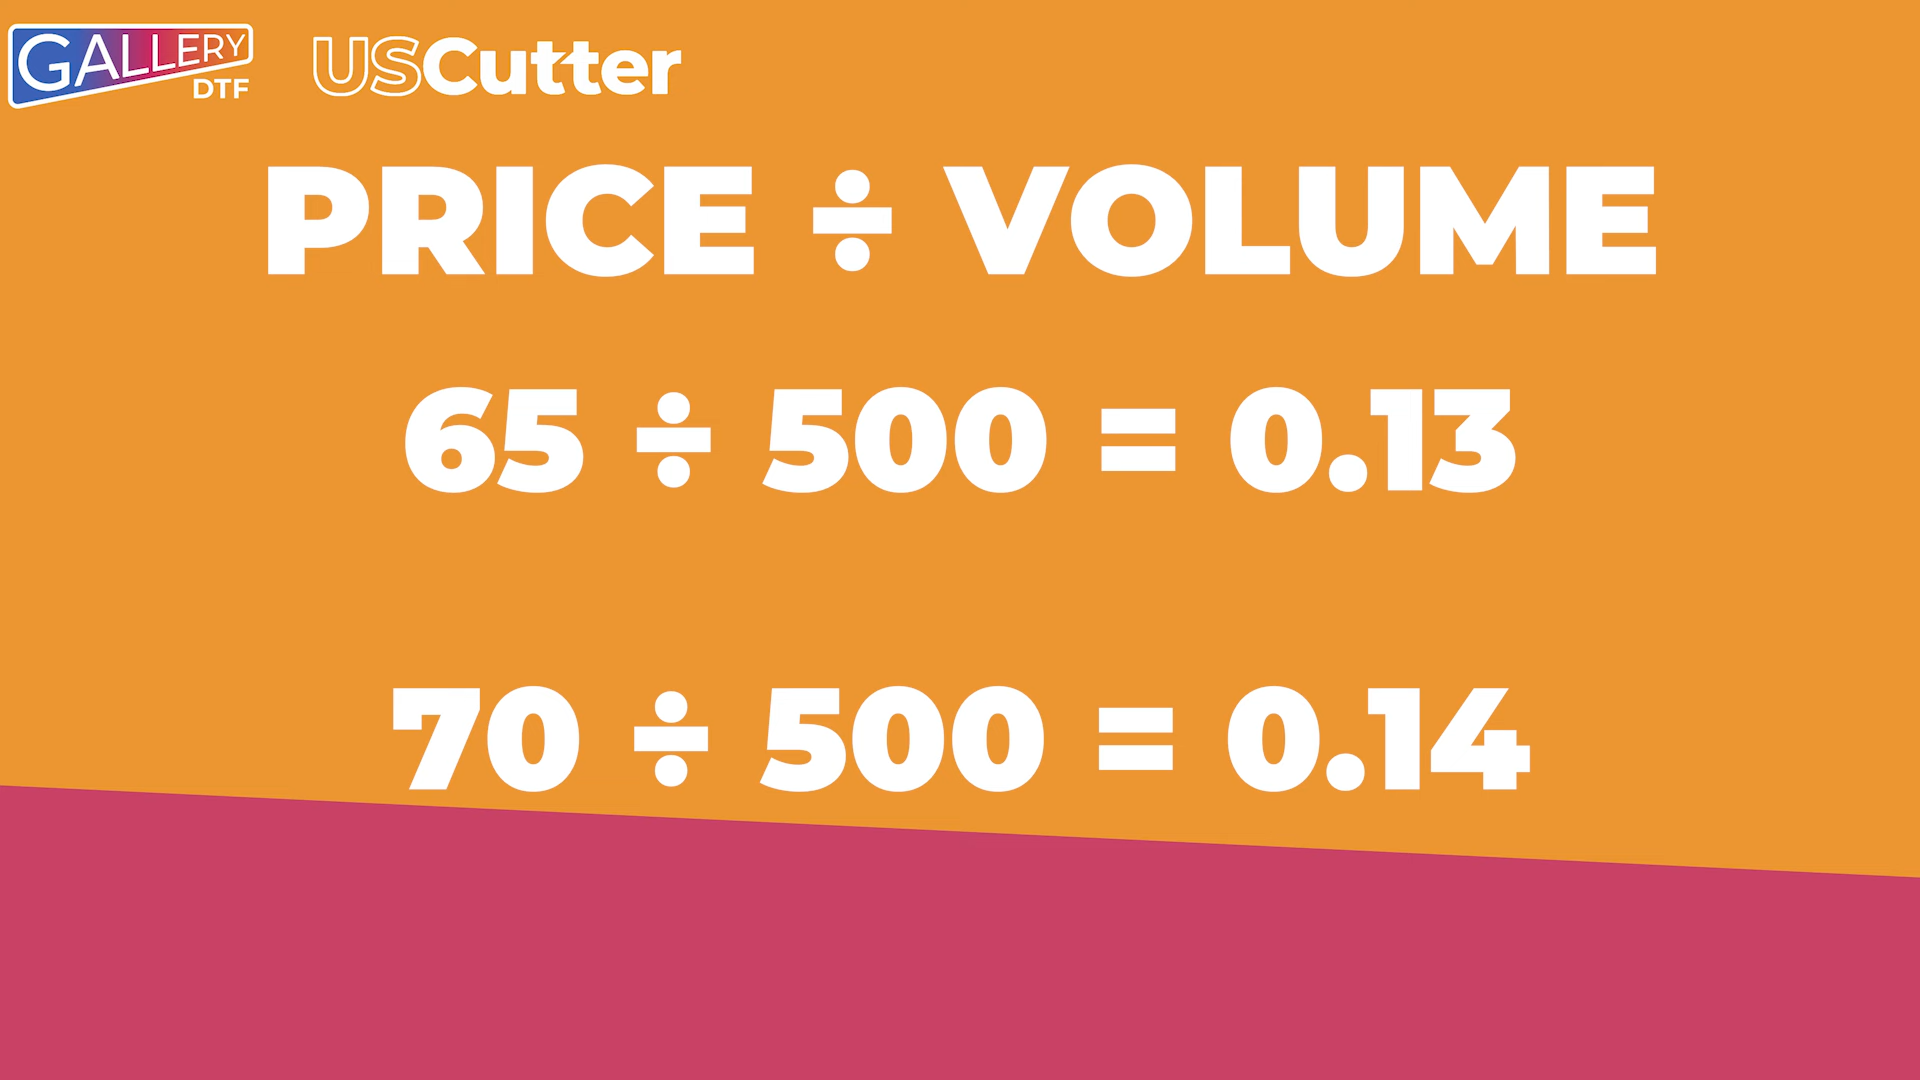 GALLERY
DTF
USCutter
PRICE ÷ VOLUME
65 ÷ 500 = 0.13
70 ÷ 500 = 0.14